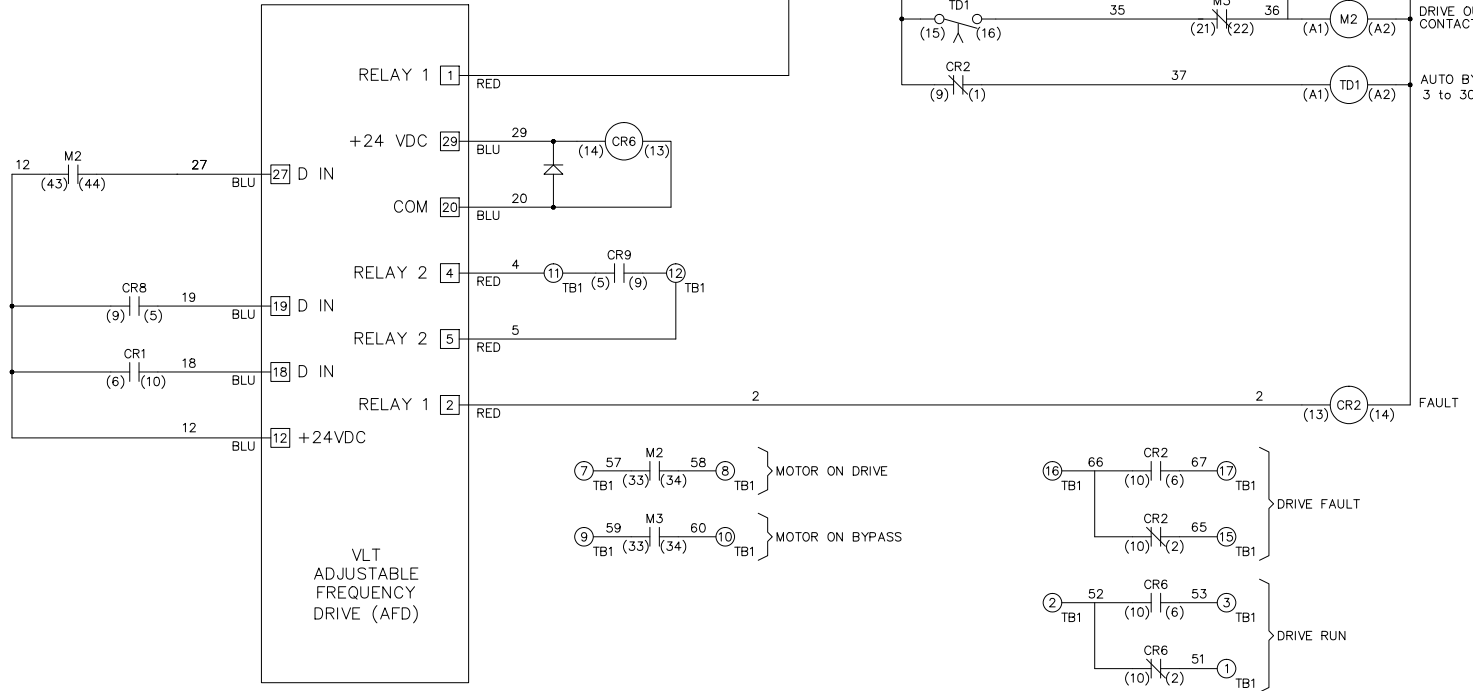 TD1
(15) (16)
35
M3
(21) (22)
36
M2
(A1) (A2)
DRIVE
CONTACT
CR2
(9) (1)
37
TD1
(A1) (A2)
AUTO
3 to 30
RELAY 1 1
RED
+24 VDC 29
29
BLU
CR6
(14) (13)
12
M2
(43) (44)
27
BLU
27 D IN
COM 20
20
BLU
RELAY 2 4
4
RED
11
TB1
CR9
(5) (9)
12
TB1
CR8
(9) (5)
19
BLU
19 D IN
RELAY 2 5
5
RED
CR1
(6) (10)
18
BLU
18 D IN
RELAY 1 2
RED
2
2
CR2
(13) (14)
FAULT
12
BLU
12 +24VDC
7
TB1
57
M2
(33) (34)
58
8
TB1
MOTOR ON DRIVE
9
TB1
59
M3
(33) (34)
60
10
TB1
MOTOR ON BYPASS
16
TB1
66
CR2
(10) (6)
67
17
TB1
DRIVE FAULT
CR2
(10) (2)
65
15
TB1
VLT
ADJUSTABLE
FREQUENCY
DRIVE (AFD)
2
TB1
52
CR6
(10) (6)
53
3
TB1
DRIVE RUN
CR6
(10) (2)
51
1
TB1